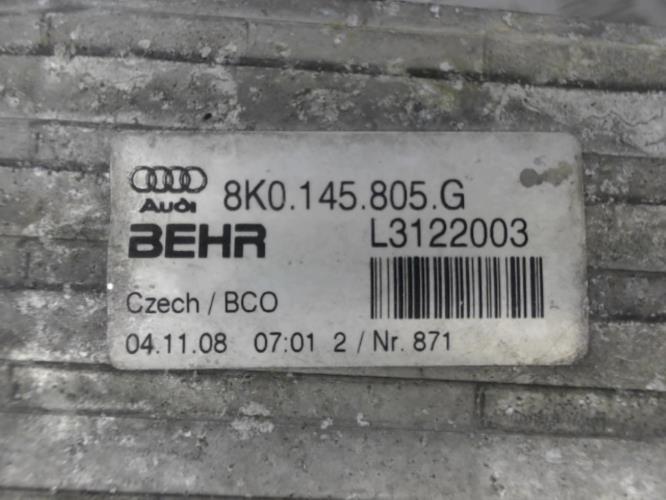 Audi 8K0.145.805.G
BEHR L3122003
Czech / BCO
04.11.08 07:01 2 / Nr. 871